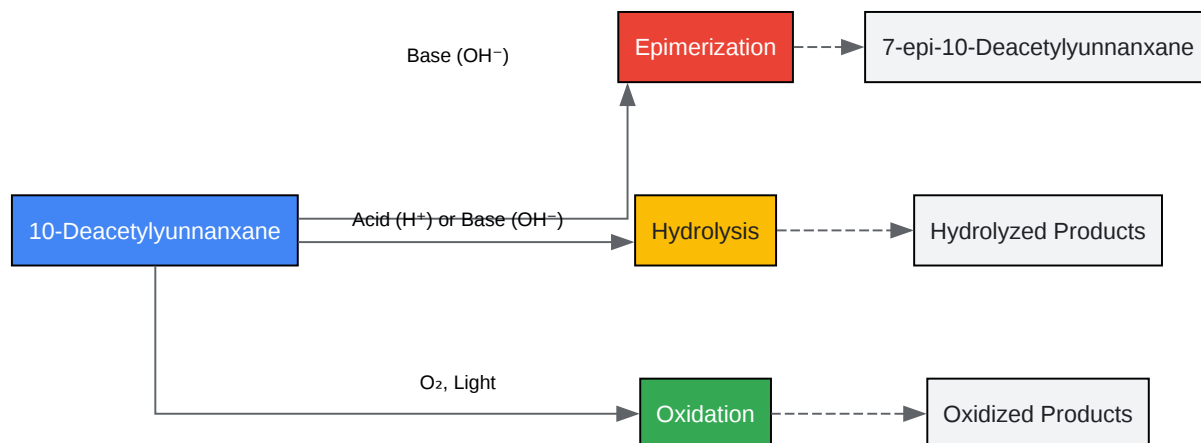 Base (OH⁻)
Epimerization
7-epi-10-Deacetylyunnanxane
10-Deacetylyunnanxane
Acid (H⁺) or Base (OH⁻)
Hydrolysis
Hydrolyzed Products
O₂, Light
Oxidation
Oxidized Products